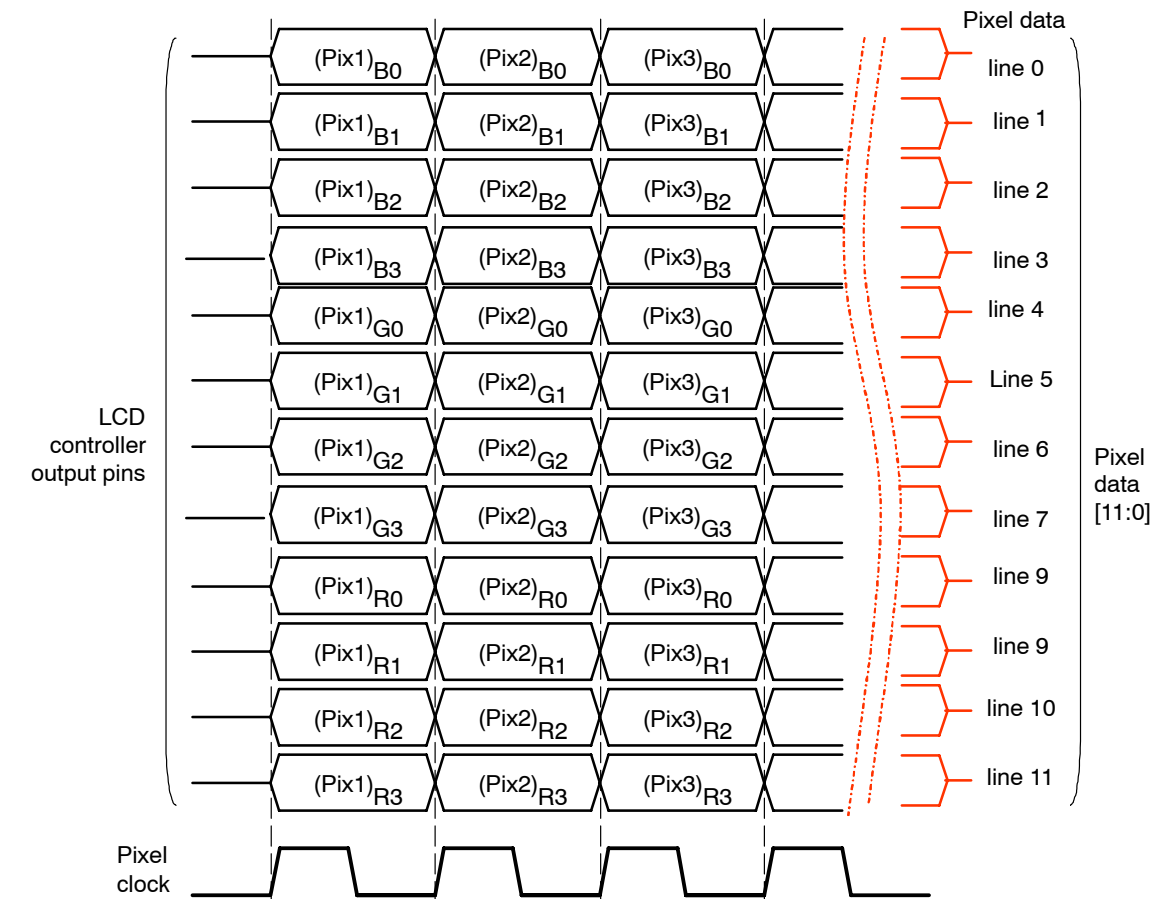 Pixel data
(Pix1)B0 (Pix2)B0 (Pix3)B0 line 0
(Pix1)B1 (Pix2)B1 (Pix3)B1 line 1
(Pix1)B2 (Pix2)B2 (Pix3)B2 line 2
(Pix1)B3 (Pix2)B3 (Pix3)B3 line 3
(Pix1)G0 (Pix2)G0 (Pix3)G0 line 4
(Pix1)G1 (Pix2)G1 (Pix3)G1 Line 5
(Pix1)G2 (Pix2)G2 (Pix3)G2 line 6
(Pix1)G3 (Pix2)G3 (Pix3)G3 line 7
(Pix1)R0 (Pix2)R0 (Pix3)R0 line 9
(Pix1)R1 (Pix2)R1 (Pix3)R1 line 9
(Pix1)R2 (Pix2)R2 (Pix3)R2 line 10
(Pix1)R3 (Pix2)R3 (Pix3)R3 line 11
LCD
controller
output pins
Pixel
data
[11:0]
Pixel
clock